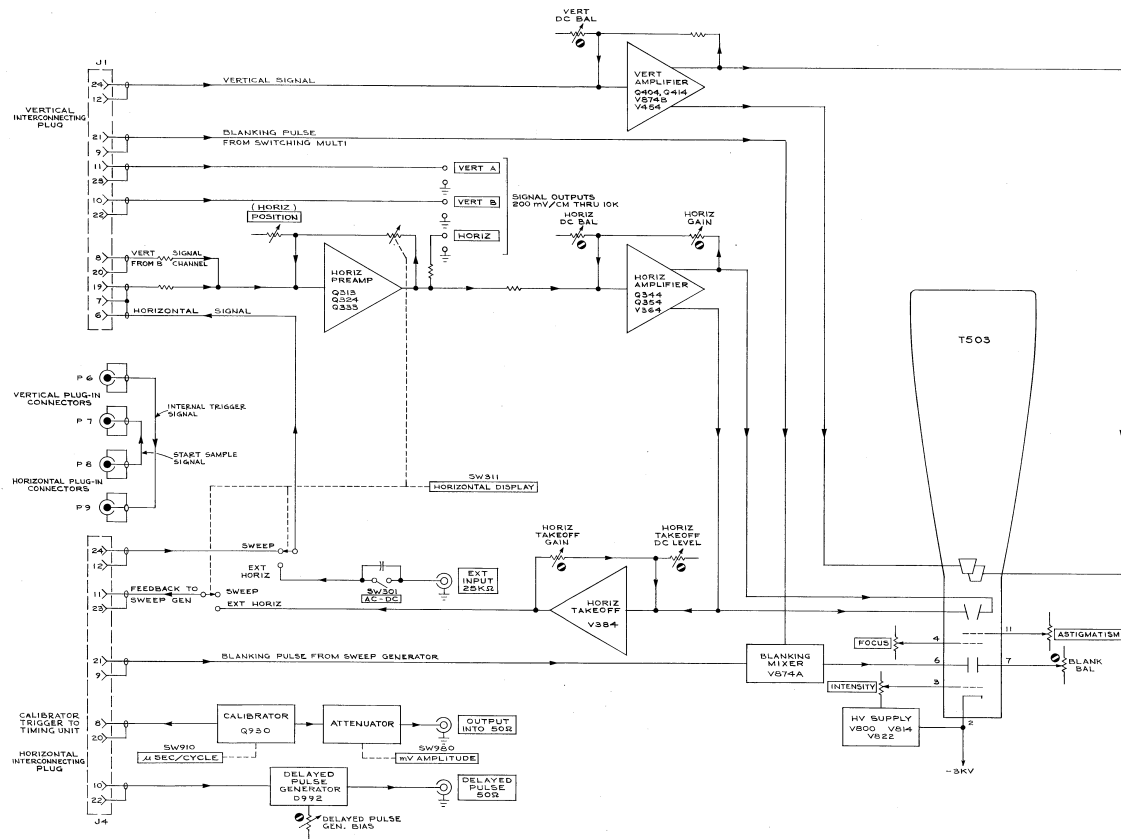 VERT
DC BAL
J1
24
VERTICAL SIGNAL
12
VERT
AMPLIFIER
Q404, Q414
V874B
V464
VERTICAL
INTERCONNECTING
PLUG
21
BLANKING PULSE
FROM SWITCHING MULTI
9
11
VERT A
23
10
VERT B
22
SIGNAL OUTPUTS
200 mV/CM THRU 10K
(HORIZ)
POSITION
HORIZ
HORIZ
DC BAL
HORIZ
GAIN
8
VERT SIGNAL
FROM B CHANNEL
20
19
7
6
HORIZONTAL SIGNAL
HORIZ
PREAMP
Q313
Q324
Q333
HORIZ
AMPLIFIER
Q344
Q354
V364
T503
P6
VERTICAL PLUG-IN
CONNECTORS
P7
INTERNAL TRIGGER
SIGNAL
P8
START SAMPLE
SIGNAL
HORIZONTAL PLUG-IN
CONNECTORS
P9
SW311
HORIZONTAL DISPLAY
24
SWEEP
12
EXT
HORIZ
SW301
AC-DC
EXT
INPUT
25KΩ
HORIZ
TAKEOFF
GAIN
HORIZ
TAKEOFF
DC LEVEL
11
FEEDBACK TO
SWEEP GEN
SWEEP
23
EXT HORIZ
HORIZ
TAKEOFF
V384
21
BLANKING PULSE FROM SWEEP GENERATOR
9
BLANKING
MIXER
V874A
FOCUS
4
11
ASTIGMATISM
6
7
BLANK
BAL
INTENSITY
3
HV SUPPLY
V800 V814
V822
2
-3KV
CALIBRATOR
TRIGGER TO
TIMING UNIT
8
20
CALIBRATOR
Q930
ATTENUATOR
OUTPUT
INTO 50Ω
SW910
μ SEC/CYCLE
SW980
mV AMPLITUDE
HORIZONTAL
INTERCONNECTING
PLUG
10
22
DELAYED
PULSE
GENERATOR
D992
DELAYED
PULSE
50Ω
J4
DELAYED PULSE
GEN. BIAS